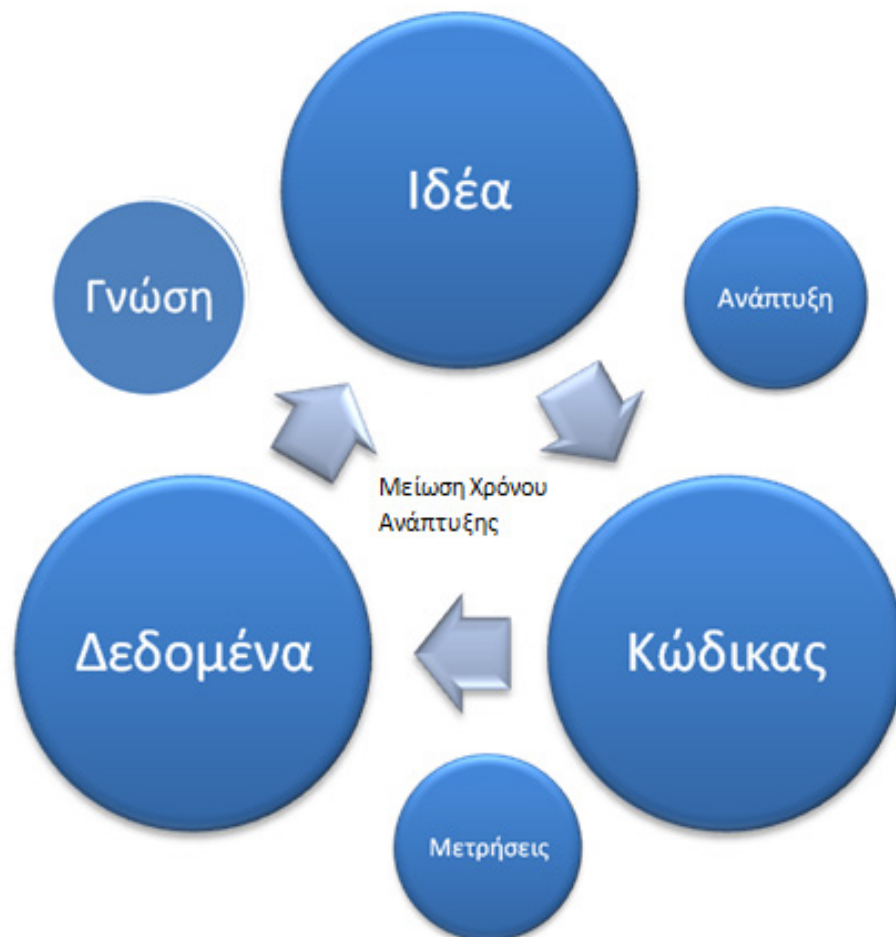 Ιδέα
Γνώση
Ανάπτυξη
Μείωση Χρόνου
Ανάπτυξης
Δεδομένα
Κώδικας
Μετρήσεις